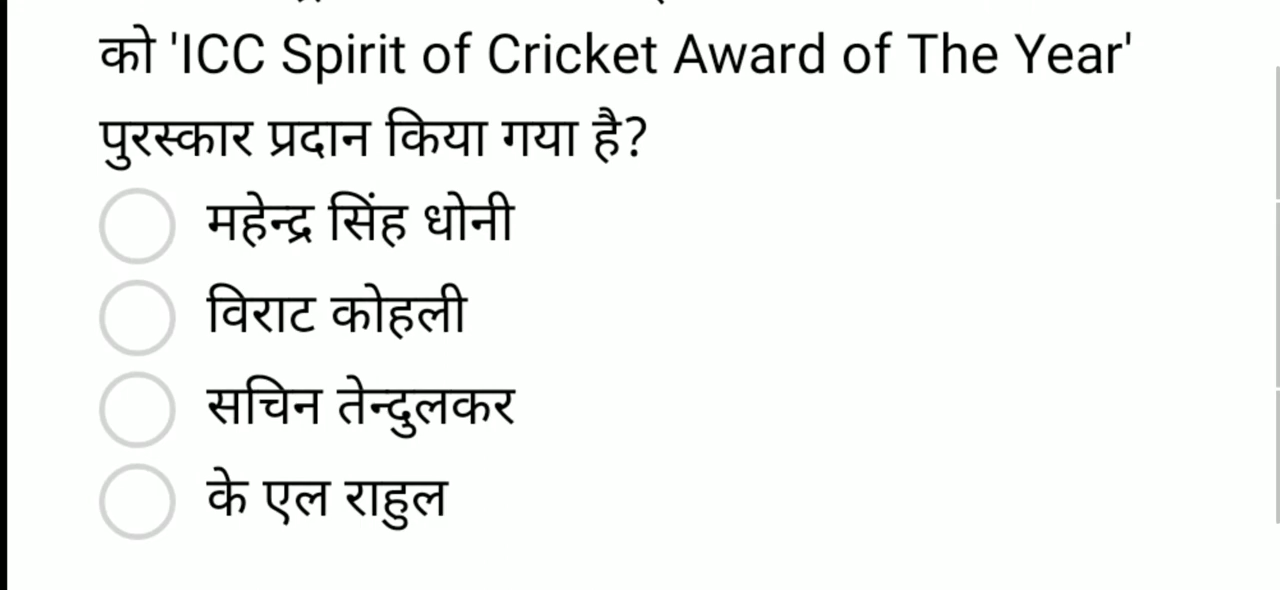 को 'ICC Spirit of Cricket Award of The Year'
पुरस्कार प्रदान किया गया है?
महेन्द्र सिंह धोनी
विराट कोहली
सचिन तेन्दुलकर
के एल राहुल